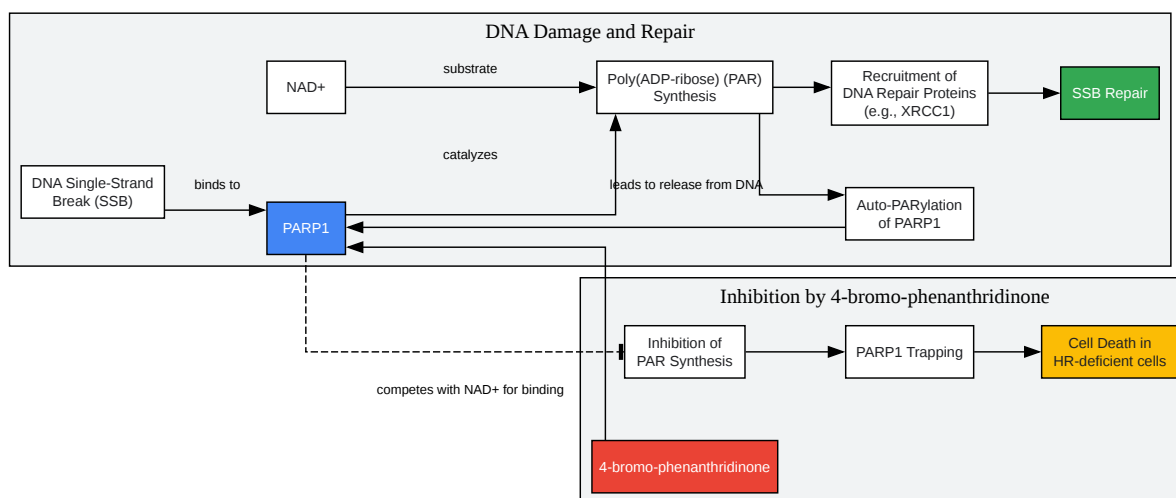 DNA Damage and Repair
NAD+
substrate
Poly(ADP-ribose) (PAR)
Synthesis
Recruitment of
DNA Repair Proteins
(e.g., XRCC1)
SSB Repair
catalyzes
DNA Single-Strand
Break (SSB)
binds to
PARP1
leads to release from DNA
Auto-PARylation
of PARP1
Inhibition by 4-bromo-phenanthridinone
Inhibition of
PAR Synthesis
PARP1 Trapping
Cell Death in
HR-deficient cells
competes with NAD+ for binding
4-bromo-phenanthridinone